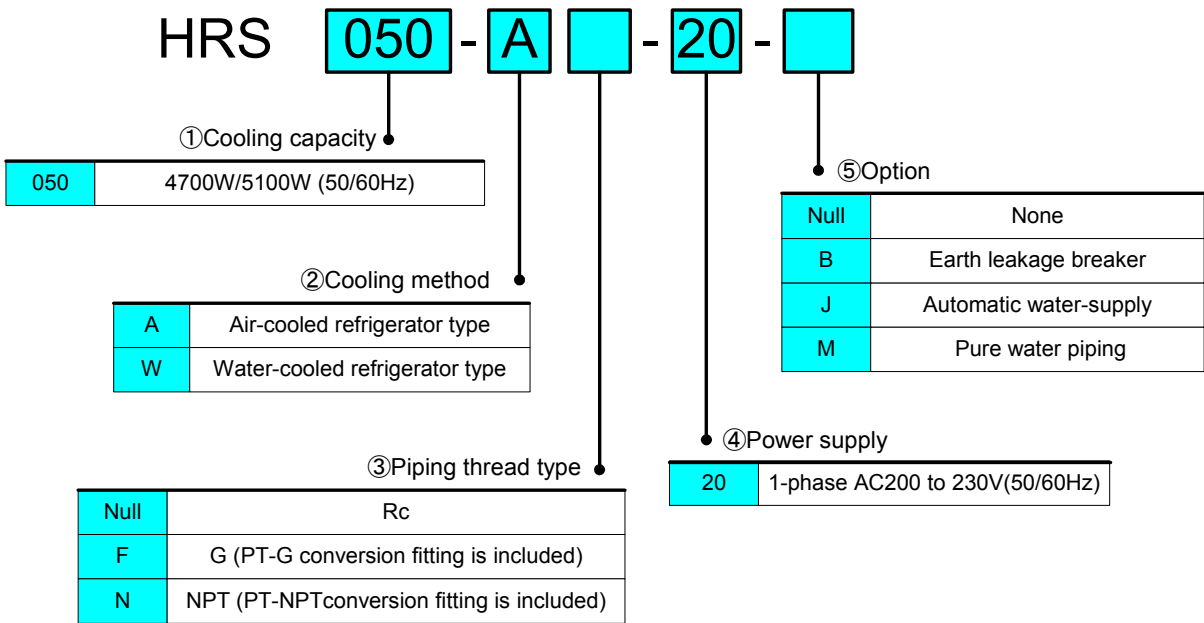 HRS 050 - A - 20 -
①Cooling capacity
050 4700W/5100W (50/60Hz)
⑤Option
Null None
B Earth leakage breaker
J Automatic water-supply
M Pure water piping
②Cooling method
A Air-cooled refrigerator type
W Water-cooled refrigerator type
④Power supply
20 1-phase AC200 to 230V(50/60Hz)
③Piping thread type
Null Rc
F G (PT-G conversion fitting is included)
N NPT (PT-NPTconversion fitting is included)